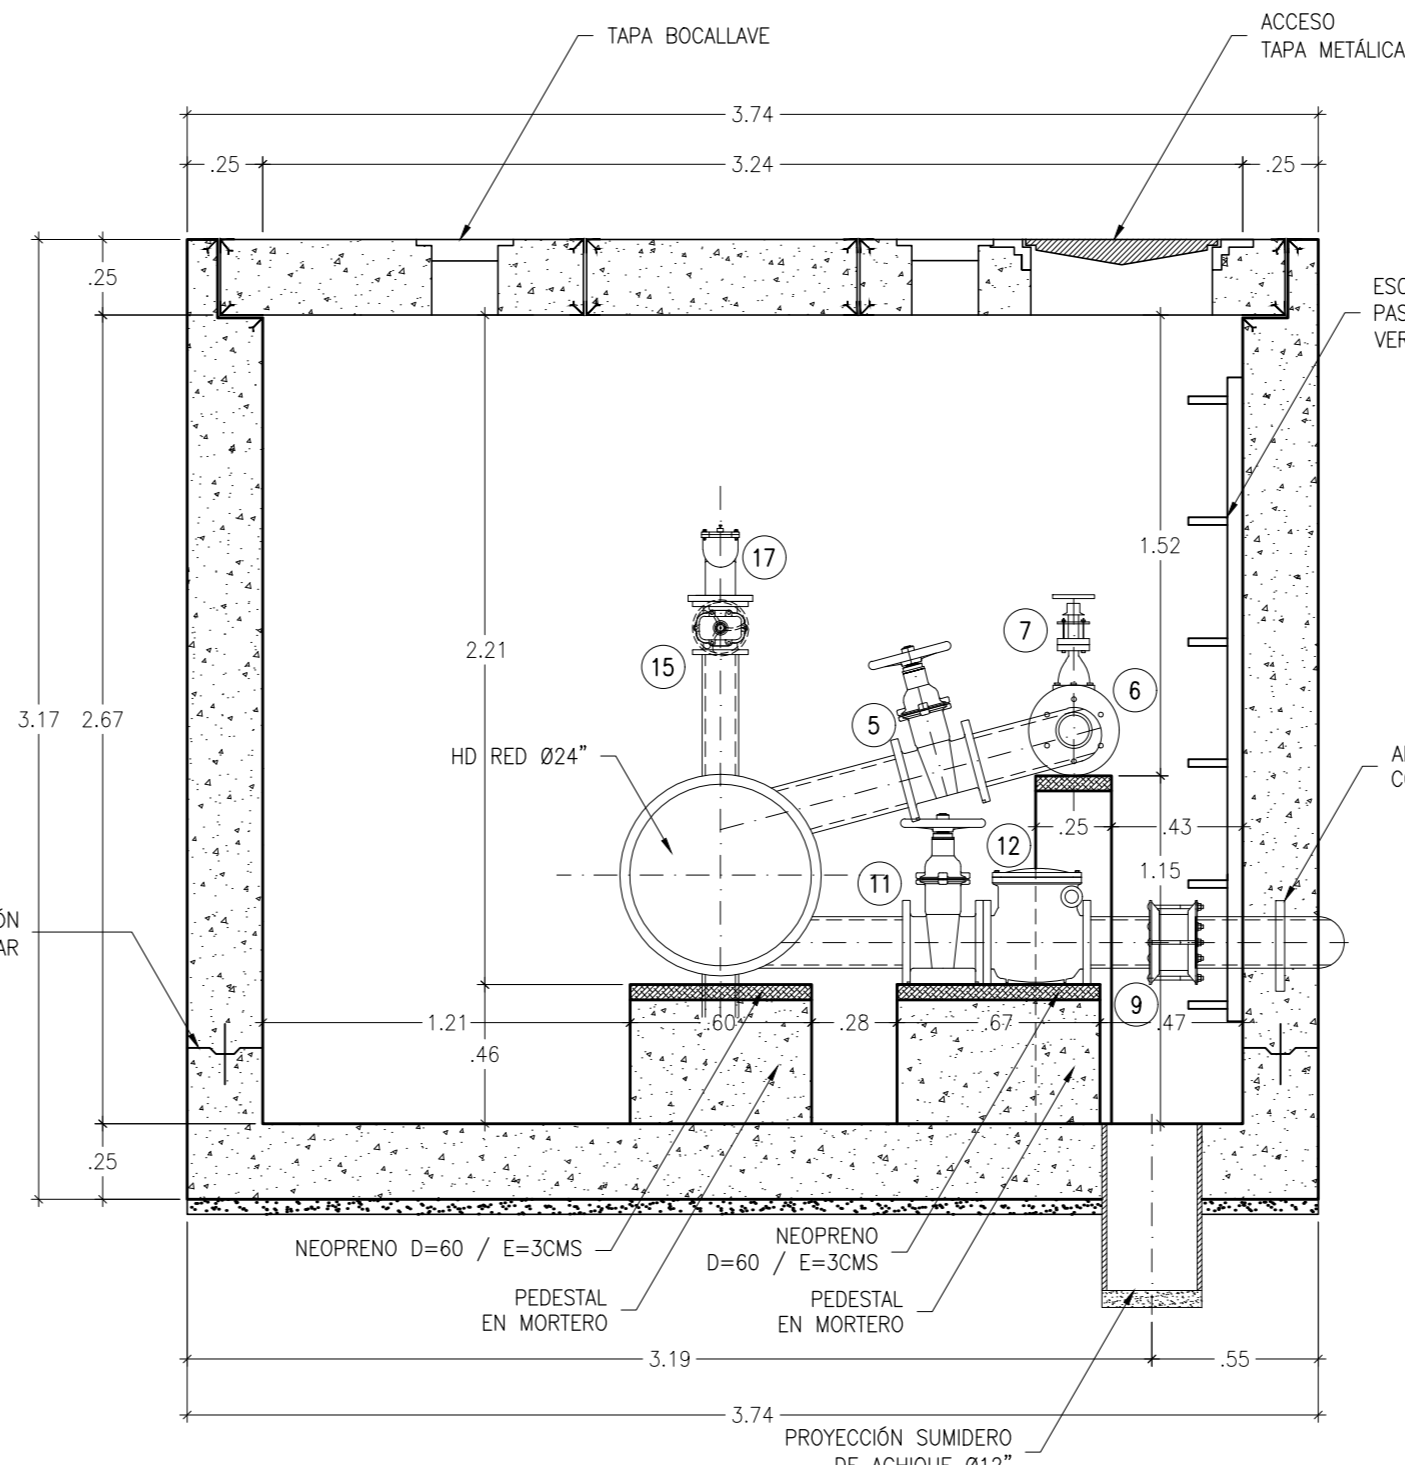 ACCESO
TAPA METÁLICA
TAPA BOCALLAVE
3.74
.25
3.24
.25
.25
1.52
17
7
2.21
15
6
5
3.17
2.67
HD RED Ø24"
.25
.43
12
1.15
11
9
1.21
.60
.28
.67
.47
.46
.25
NEOPRENO D=60 / E=3CMS
NEOPRENO
D=60 / E=3CMS
PEDESTAL
EN MORTERO
PEDESTAL
EN MORTERO
3.19
.55
3.74
PROYECCIÓN SUMIDERO
DE ACHIQUE Ø12"